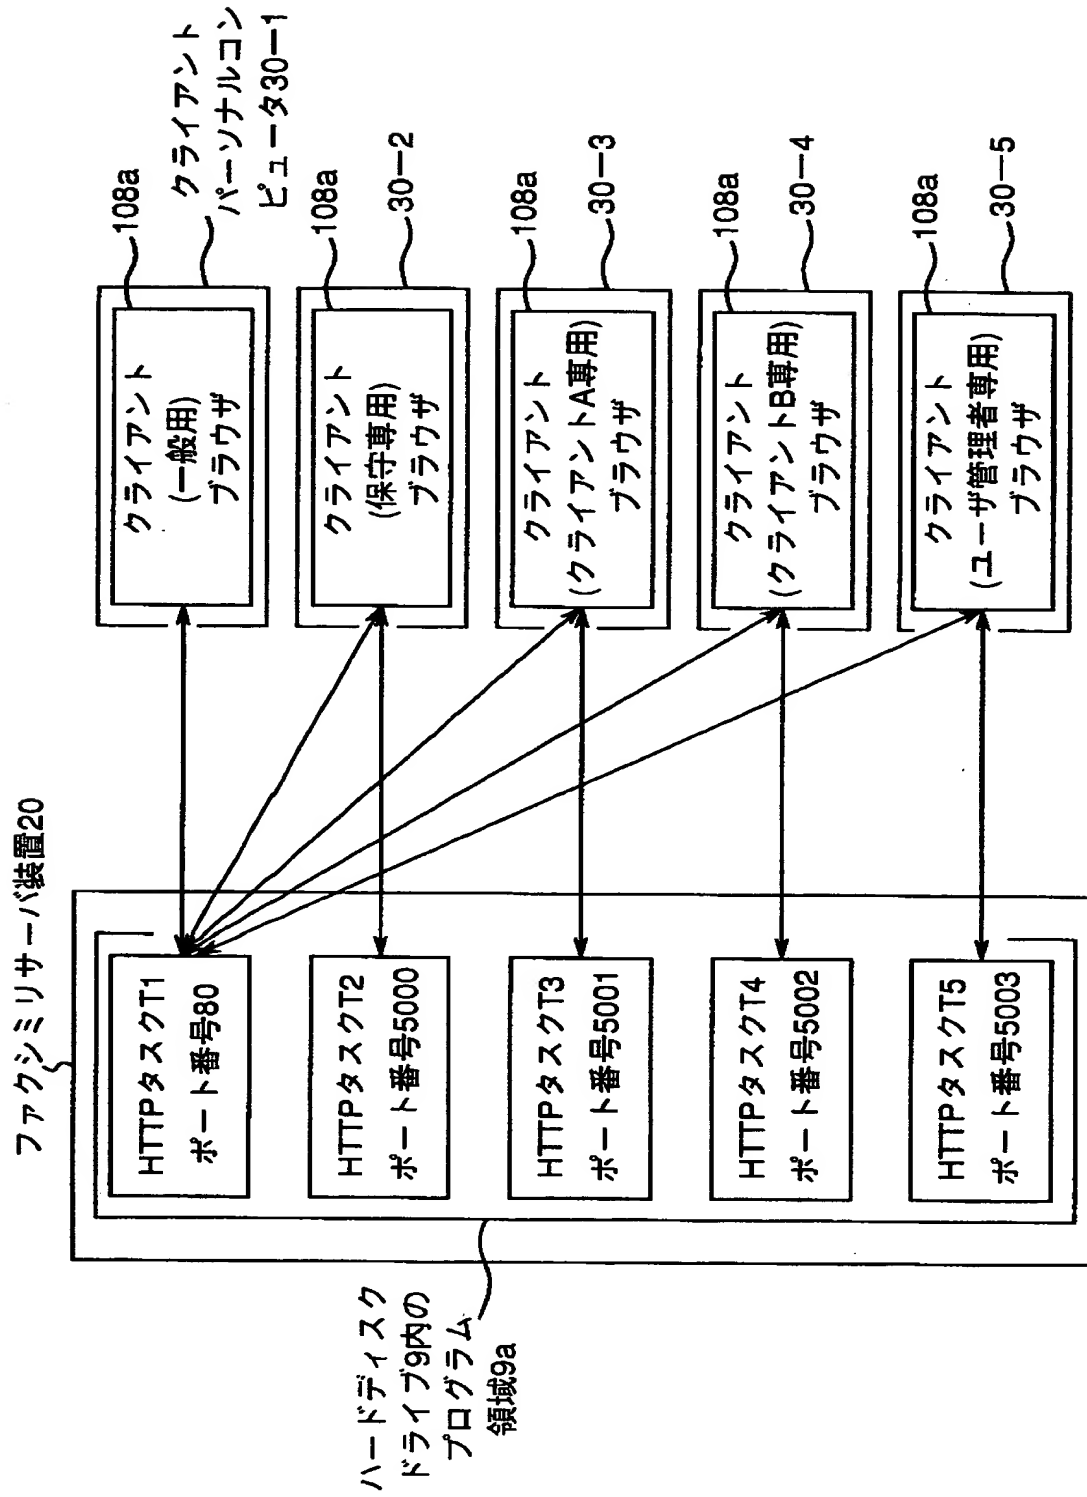 ファクシミリサーバ装置20
HTTPタスクT1
ポート番号80
HTTPタスクT2
ポート番号5000
HTTPタスクT3
ポート番号5001
HTTPタスクT4
ポート番号5002
HTTPタスクT5
ポート番号5003
ハードディスク
ドライブ9内の
プログラム
領域9a
クライアント
(一般用)
ブラウザ
108a
クライアント
パーソナルコン
ピュータ30-1
クライアント
(保守専用)
ブラウザ
108a
30-2
クライアント
(クライアントA専用)
ブラウザ
108a
30-3
クライアント
(クライアントB専用)
ブラウザ
108a
30-4
クライアント
(ユーザ管理者専用)
ブラウザ
108a
30-5